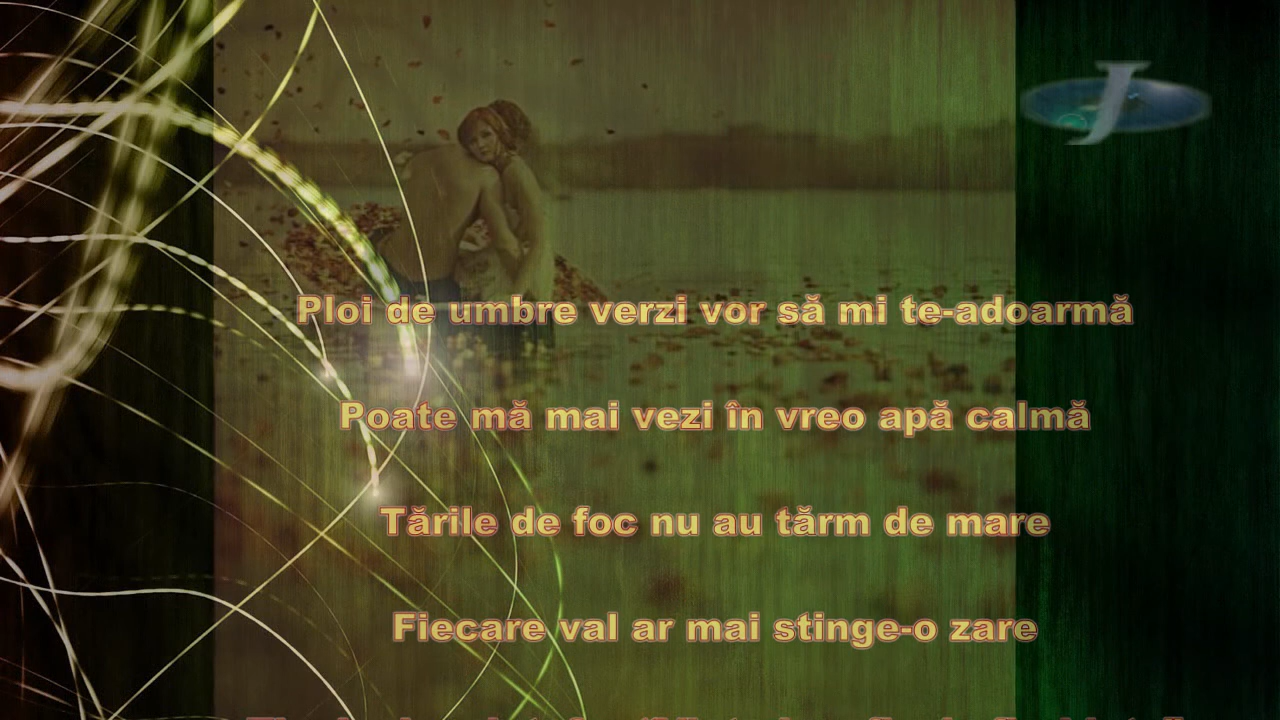 J
Ploi de umbre verzi vor să mi te-adoarmă
Poate mă mai vezi în vreo apă calmă
Tările de foc nu au tărm de mare
Fiecare val ar mai stinge-o zare